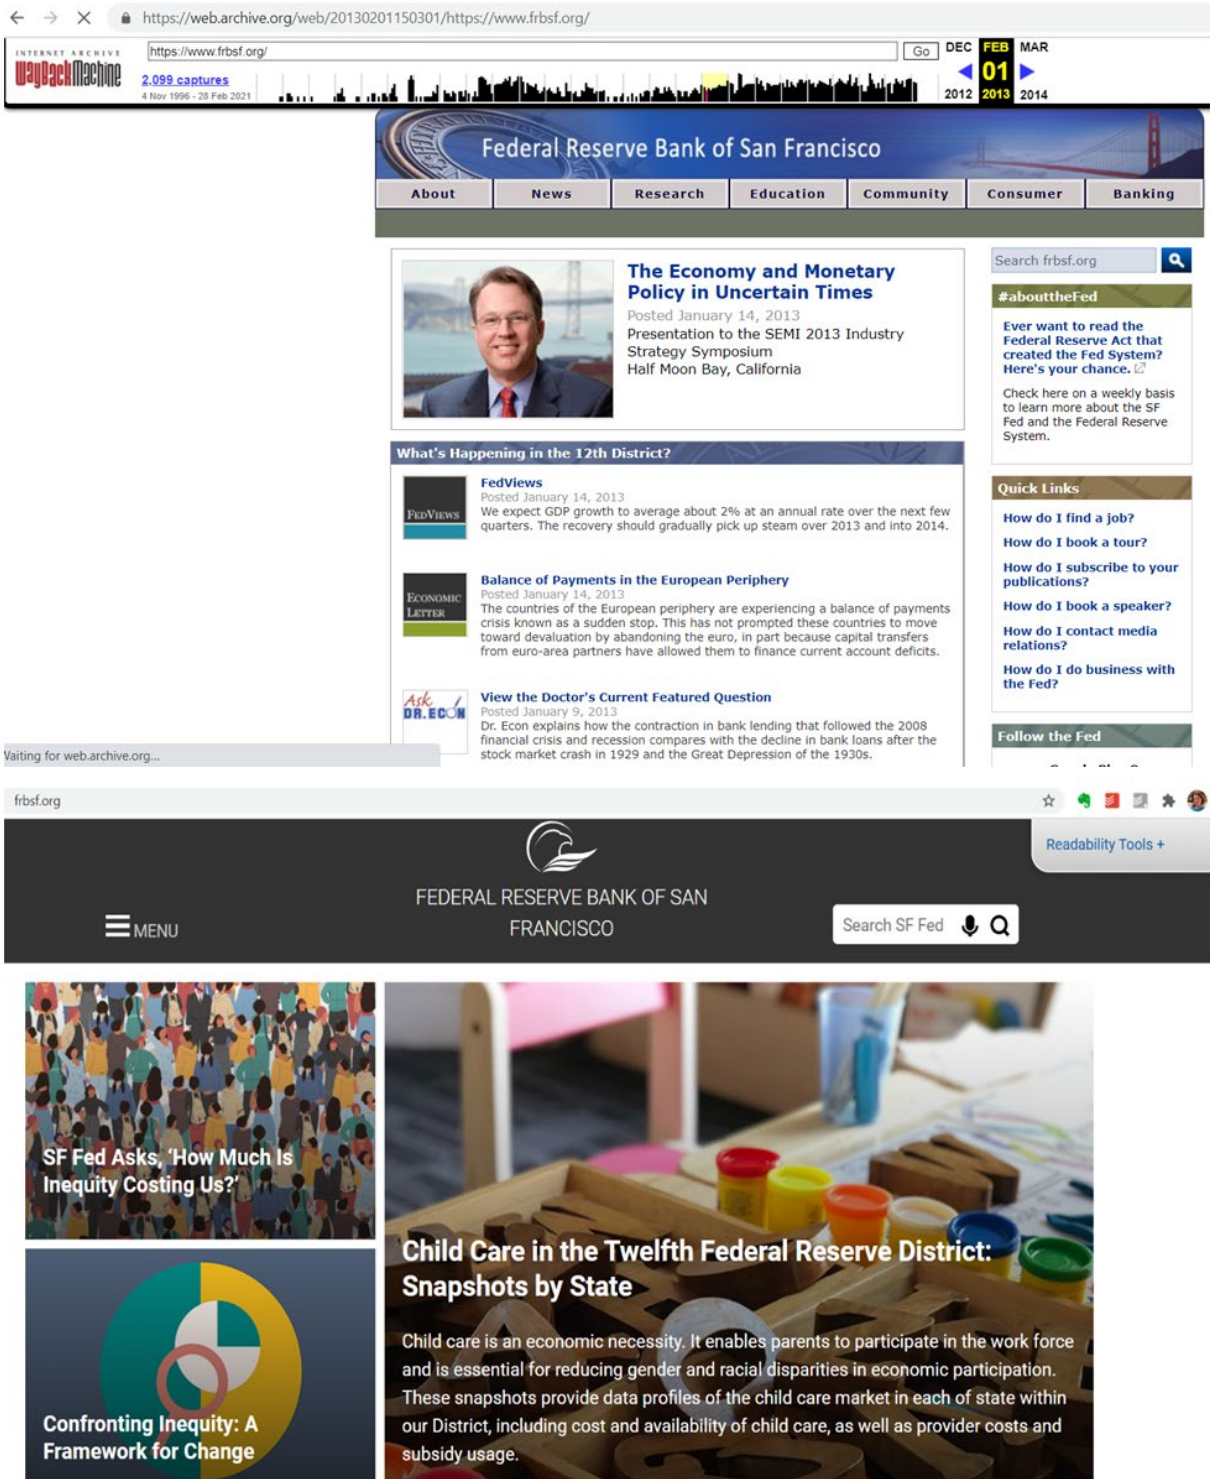 https://web.archive.org/web/20130201150301/https://www.frbsf.org/
INTERNET ARCHIVE
WayBackMachine
https://www.frbsf.org/
Go
DEC FEB MAR
01
2012 2013 2014
2,099 captures
4 Nov 1996 - 28 Feb 2021
Federal Reserve Bank of San Francisco
About News Research Education Community Consumer Banking
The Economy and Monetary
Policy in Uncertain Times
Posted January 14, 2013
Presentation to the SEMI 2013 Industry
Strategy Symposium
Half Moon Bay, California
Search frbsf.org
#abouttheFed
Ever want to
read the
Federal Reserve Act that
created the Fed System?
Here's your chance.
Check here on a weekly basis
to learn more about the SF
Fed and the Federal Reserve
System.
What's Happening in the 12th District?
FEDVIEWS
FedViews
Posted January 14, 2013
We expect GDP growth to average about 2% at an annual rate over the next few
quarters. The recovery should gradually pick up steam over 2013 and into 2014.
ECONOMIC
LETTER
Balance of Payments in the European Periphery
Posted January 14, 2013
The countries of the European periphery are experiencing a balance of payments
crisis known as a sudden stop. This has not prompted these countries to move
toward devaluation by abandoning the euro, in part because capital transfers
from euro-area partners have allowed them to finance current account deficits.
Ask
DR. ECON
View the Doctor's Current Featured Question
Posted January 9, 2013
Dr. Econ explains how the contraction in bank lending that followed the 2008
financial crisis and recession compares with the decline in bank loans after the
stock market crash in 1929 and the Great Depression of the 1930s.
Quick Links
How do I find a job?
How do I book a tour?
How do I subscribe to your
publications?
How do I book a speaker?
How do I contact media
relations?
How do I do business with
the Fed?
Follow the Fed
Waiting for web.archive.org...
frbsf.org
Readability Tools +
FEDERAL RESERVE BANK OF SAN
FRANCISCO
MENU
Search SF Fed
SF Fed Asks, 'How Much Is
Inequity Costing Us?'
Confronting Inequity: A
Framework for Change
Child Care in the Twelfth Federal Reserve District:
Snapshots by State
Child care is an economic necessity. It enables parents to participate in the work force
and is essential for reducing gender and racial disparities in economic participation.
These snapshots provide data profiles of the child care market in each of state within
our District, including cost and availability of child care, as well as provider costs and
subsidy usage.